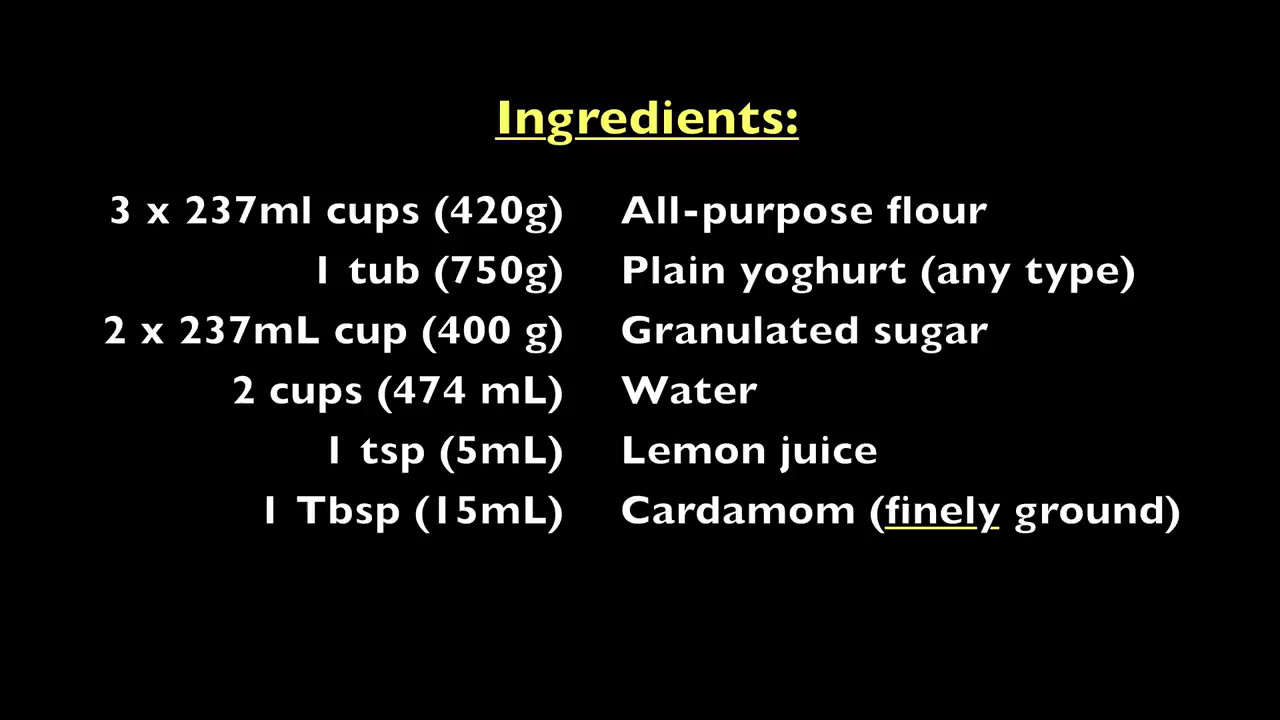 Ingredients:
3 x 237ml cups (420g) All-purpose flour
1 tub (750g) Plain yoghurt (any type)
2 x 237mL cup (400 g) Granulated sugar
2 cups (474 mL) Water
1 tsp (5mL) Lemon juice
1 Tbsp (15mL) Cardamom (finely ground)